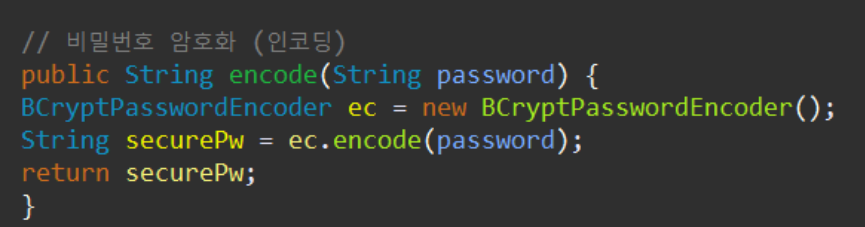 // 비밀번호 암호화 (인코딩)
public String encode(String password) {
BCryptPasswordEncoder ec = new BCryptPasswordEncoder();
String securePw = ec.encode(password);
return securePw;
}